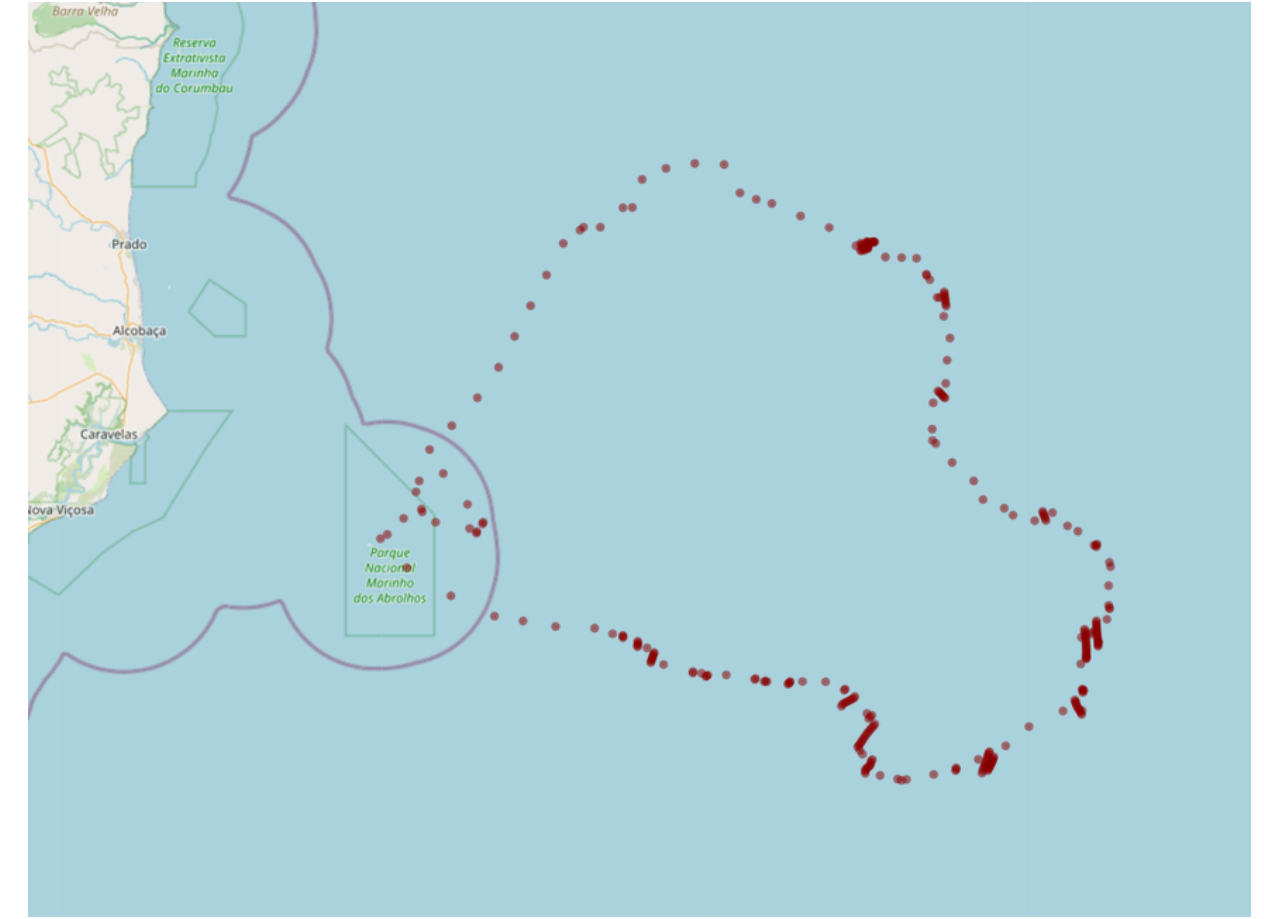 Barra Velha
Reserva
Extrativista
Marinha
do Corumbau
Prado
Alcobaça
Caravelas
Nova Viçosa
Parque
Nacional
Marinho
dos Abrolhos